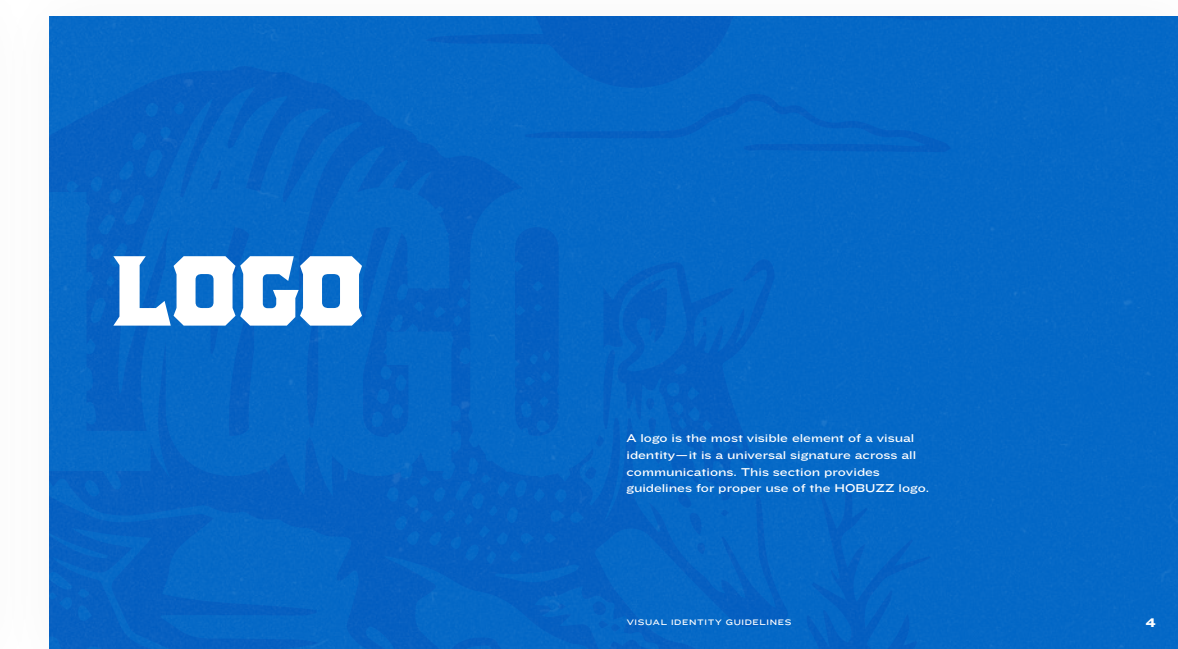 LOGO
LOGO
A logo is the most visible element of a visual
identity—it is a universal signature across all
communications. This section provides
guidelines for proper use of the HOBUZZ logo.
VISUAL IDENTITY GUIDELINES
4